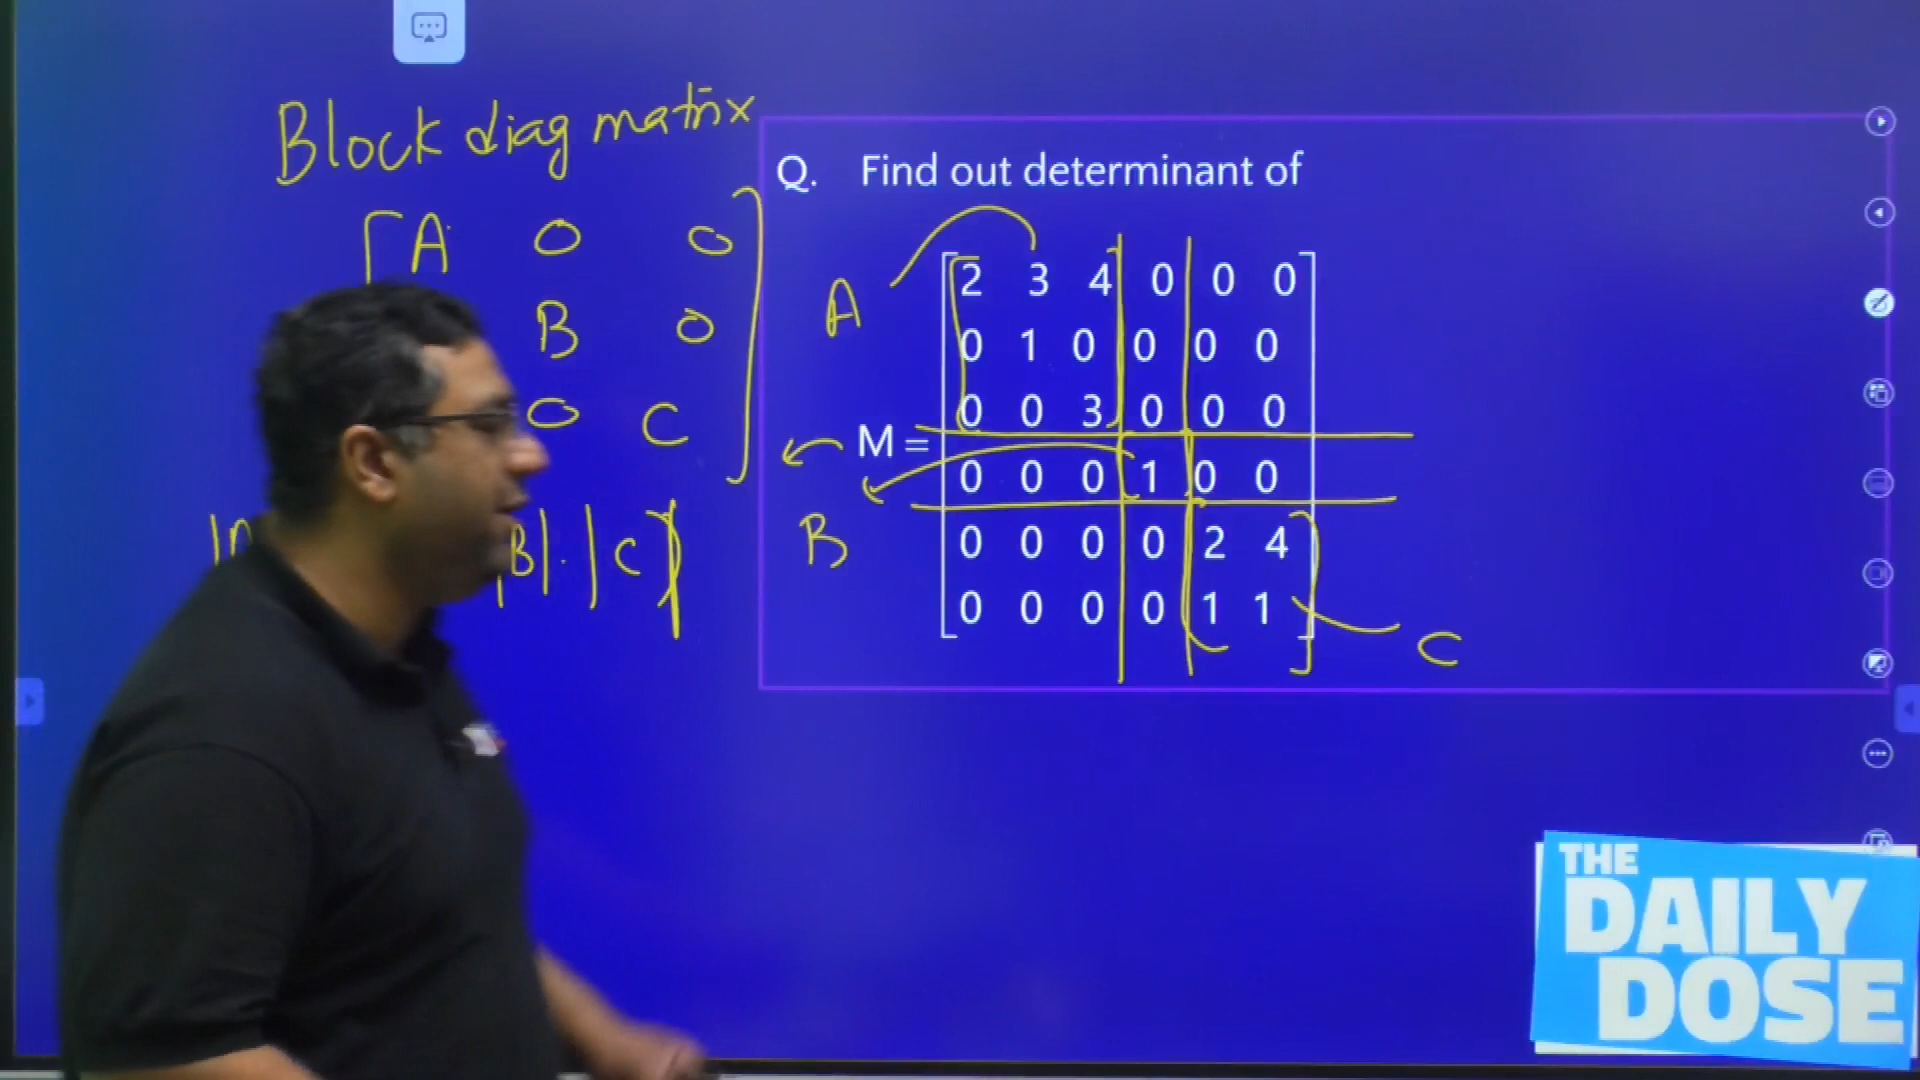 Block diag matrix
[A 0 0
B 0
0 C]
|B| . |C|
Q. Find out determinant of
A
2 3 4 0 0 0
0 1 0 0 0 0
0 0 3 0 0 0
M =
0 0 0 1 0 0
B
0 0 0 0 2 4
0 0 0 0 1 1
C
THE
DAILY
DOSE